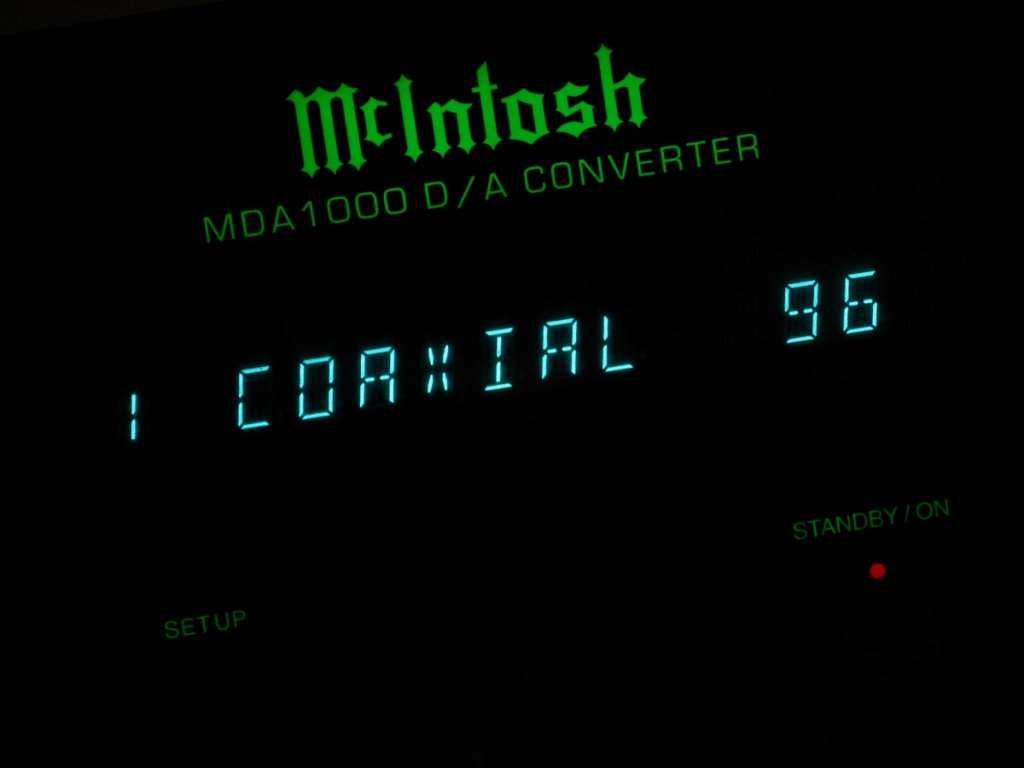 McIntosh
MDA1000 D/A CONVERTER
1 COAXIAL 96
STANDBY / ON
SETUP